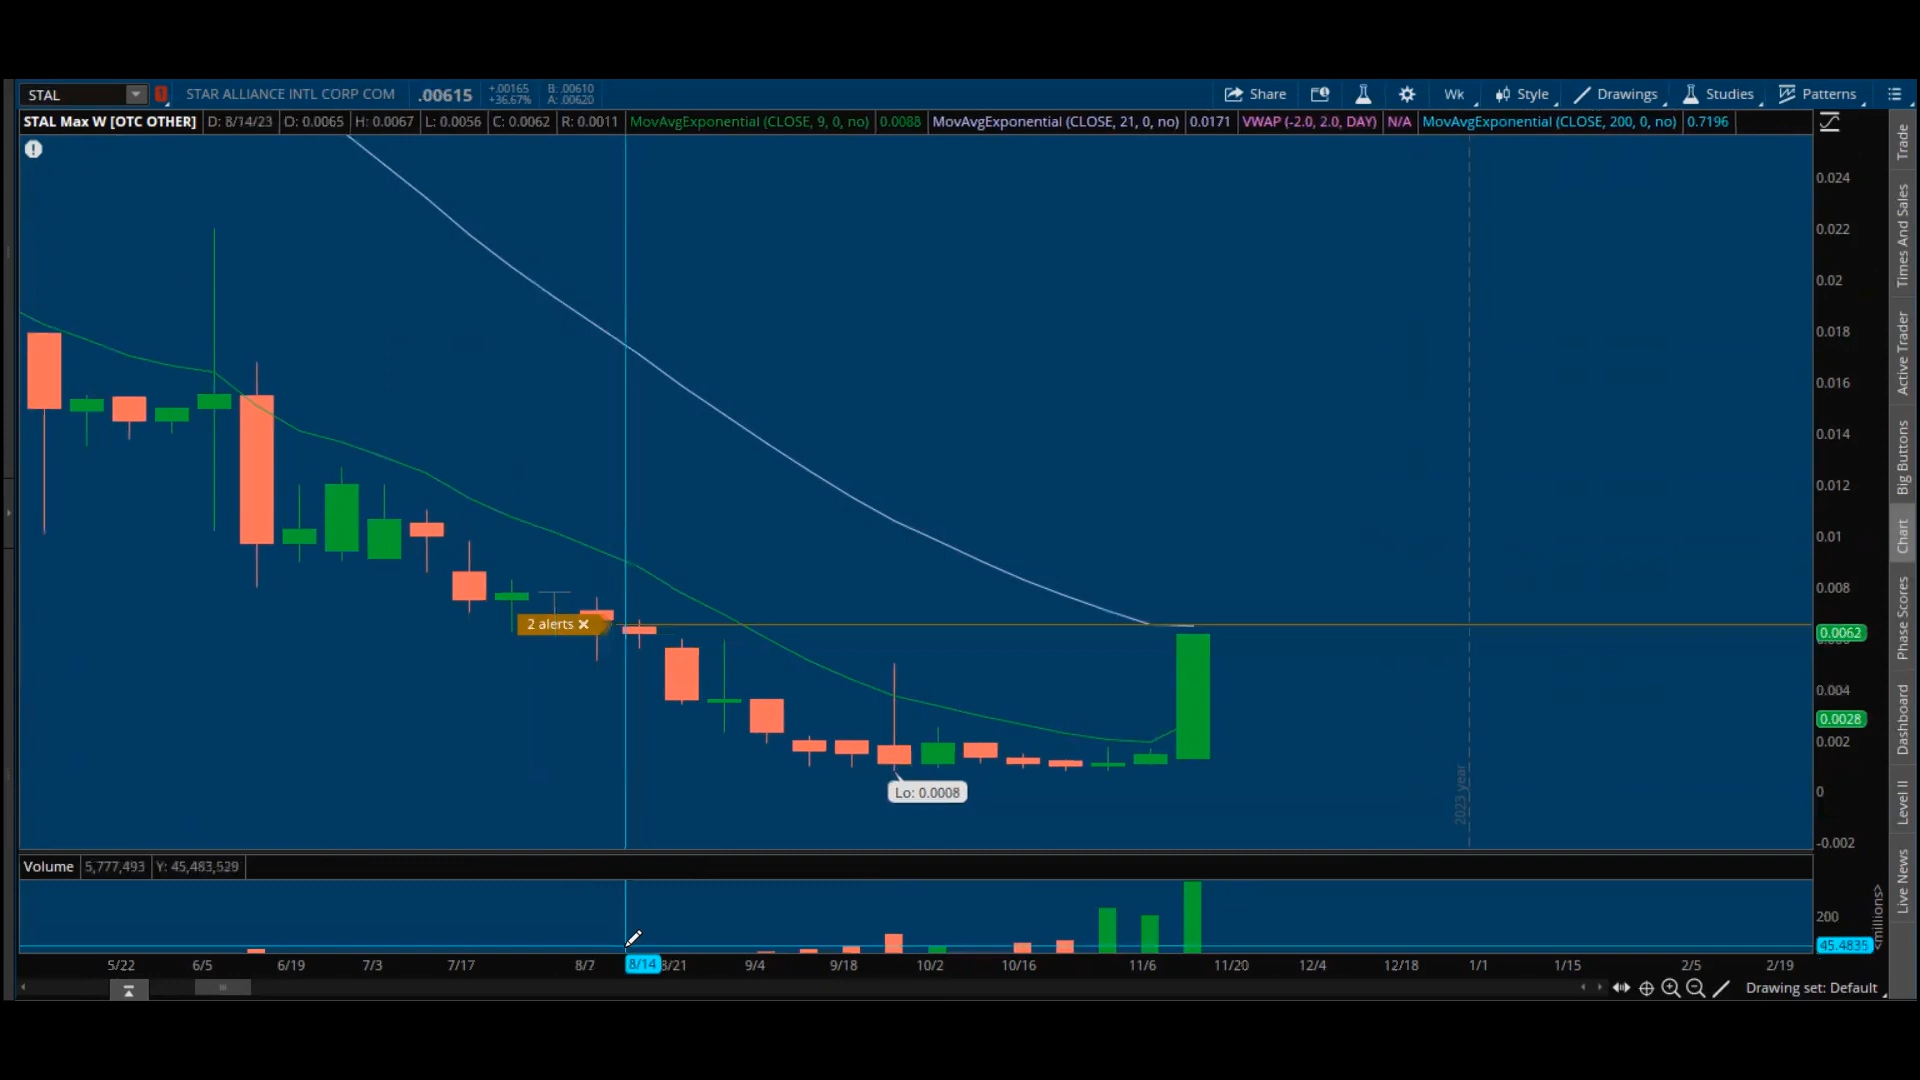 STAL 1 STAR ALLIANCE INTL CORP COM .00615 +.00165 +36.67% B: .00610 A: .00620 Share Wk Style Drawings Studies Patterns
STAL Max W [OTC OTHER] D: 8/14/23 O: 0.0065 H: 0.0067 L: 0.0056 C: 0.0062 R: 0.0011 MovAvgExponential (CLOSE, 9, 0, no) 0.0088 MovAvgExponential (CLOSE, 21, 0, no) 0.0171 VWAP (-2.0, 2.0, DAY) N/A MovAvgExponential (CLOSE, 200, 0, no) 0.7196
0.024
0.022
0.02
0.018
0.016
0.014
0.012
0.01
0.008
2 alerts
0.0062
0.004
0.0028
0.002
0
-0.002
Lo: 0.0008
2023 year
Volume 5,777,493 Y: 45,483,529
200
45.4835
<millions>
5/22 6/5 6/19 7/3 7/17 8/7 8/14 8/21 9/4 9/18 10/2 10/16 11/6 11/20 12/4 12/18 1/1 1/15 2/5 2/19
Drawing set: Default
Trade
Times And Sales
Active Trader
Big Buttons
Chart
Phase Scores
Dashboard
Level II
Live News